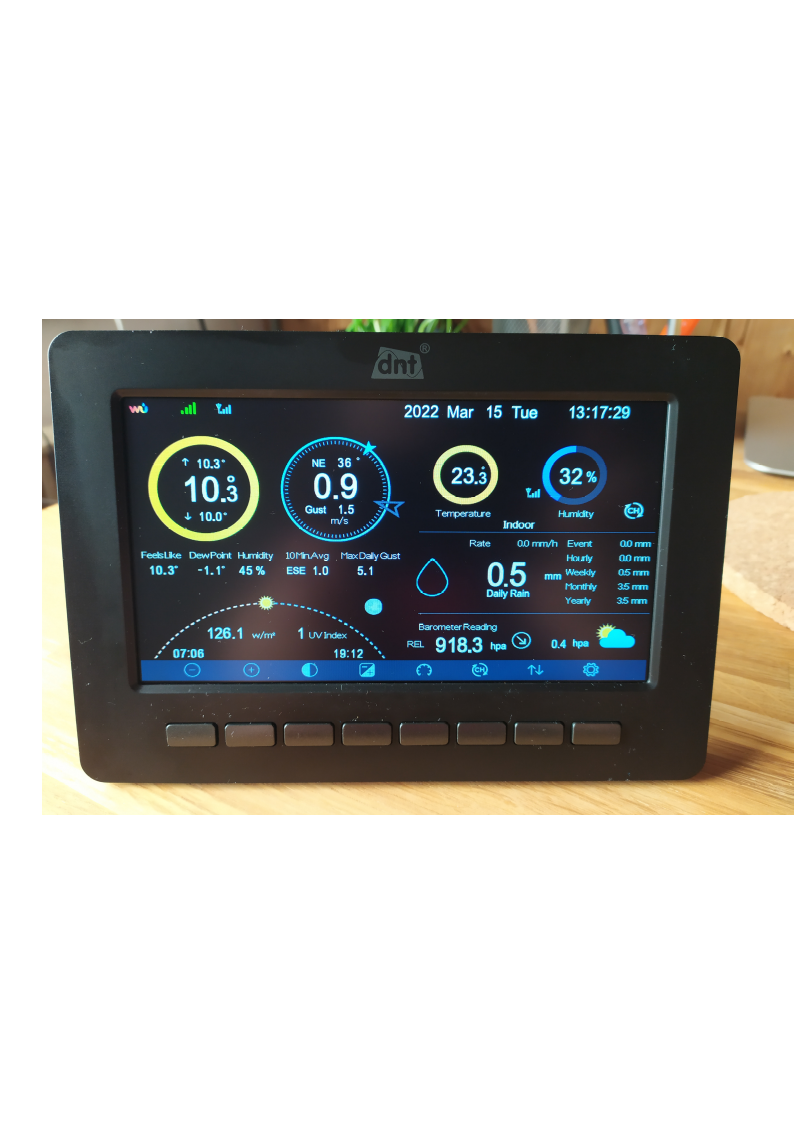 dnt®
wu
2022 Mar 15 Tue 13:17:29
↑ 10.3°
10.3°
↓ 10.0°
Feels Like Dew Point Humidity
10.3° -1.1° 45 %
NE 36 °
0.9
Gust 1.5
m/s
10 Min.Avg Max Daily Gust
ESE 1.0 5.1
23.3°
Temperature
32 %
Humidity
CH
Indoor
Rate 0.0 mm/h
0.5 mm
Daily Rain
Event 0.0 mm
Hourly 0.0 mm
Weekly 0.5 mm
Monthly 3.5 mm
Yearly 3.5 mm
126.1 w/m² 1 UV Index
07:06 19:12
Barometer Reading
REL 918.3 hpa 0.4 hpa
CH